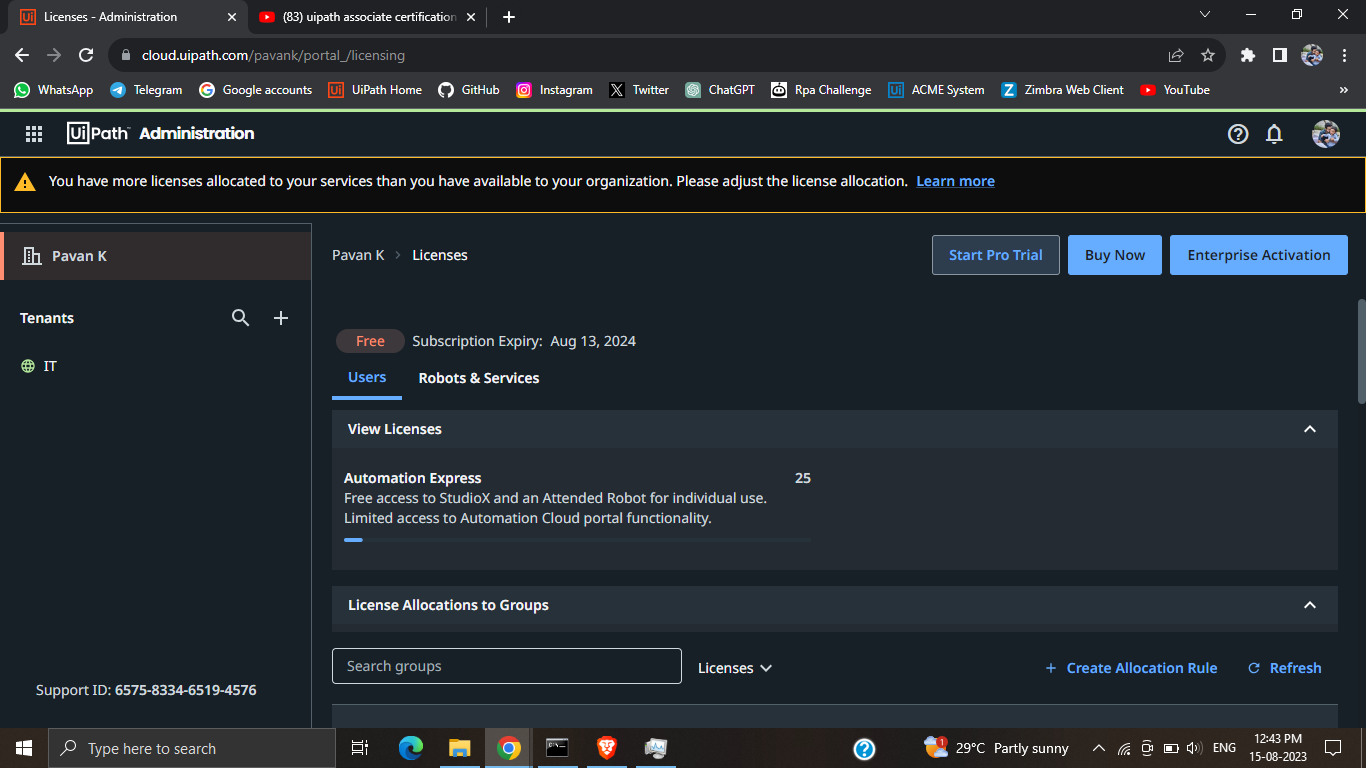 Licenses - Administration
(83) uipath associate certification
cloud.uipath.com/pavank/portal_/licensing
WhatsApp
Telegram
Google accounts
UiPath Home
GitHub
Instagram
Twitter
ChatGPT
Rpa Challenge
ACME System
Zimbra Web Client
YouTube
»
UiPath Administration
You have more licenses allocated to your services than you have available to your organization. Please adjust the license allocation. Learn more
Pavan K
Pavan K > Licenses
Start Pro Trial
Buy Now
Enterprise Activation
Tenants
IT
Free
Subscription Expiry: Aug 13, 2024
Users
Robots & Services
View Licenses
Automation Express 25
Free access to StudioX and an Attended Robot for individual use.
Limited access to Automation Cloud portal functionality.
License Allocations to Groups
Search groups
Licenses
+ Create Allocation Rule
Refresh
Support ID: 6575-8334-6519-4576
Type here to search
1
29°C Partly sunny
ENG
12:43 PM
15-08-2023